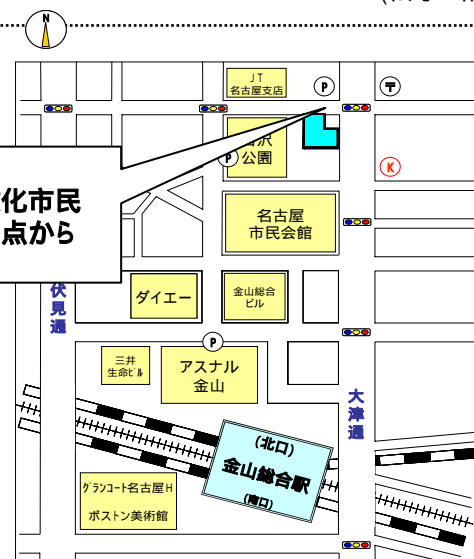 N
JT
名古屋支店
P
〒
P
公園
K
化市民
点から
名古屋
市民会館
伏見通
ダイエー
金山総合
ビル
P
三井
生命ビル
アスナル
金山
大津通
(北口)
金山総合駅
(南口)
グランコート名古屋H
ボストン美術館